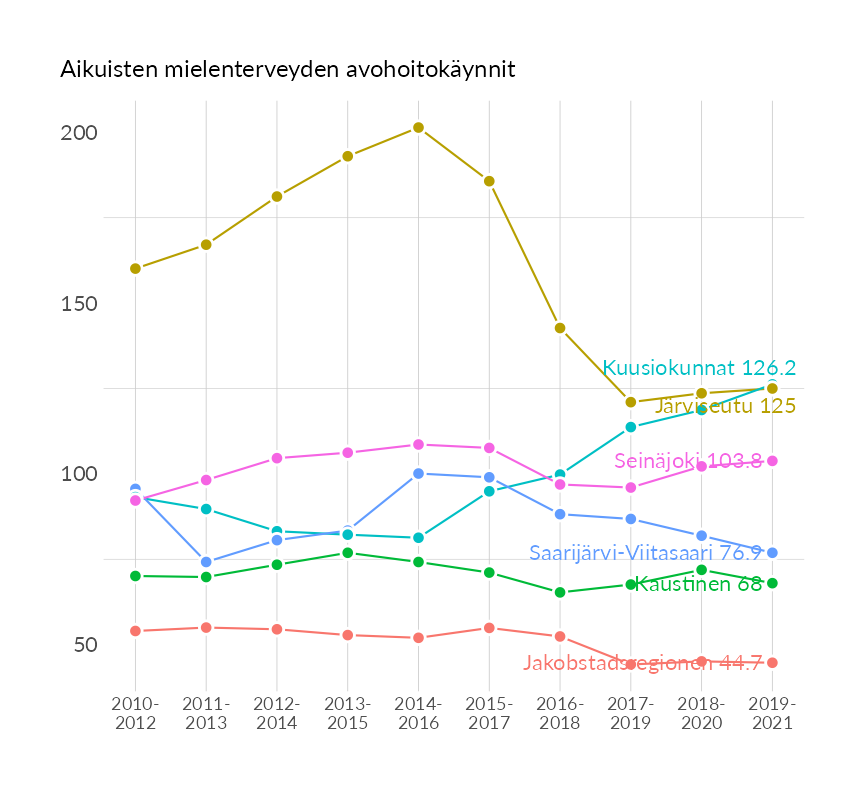 Aikuisten mielenterveyden avohoitokäynnit
200
150
100
50
Kuusiokunnat 126.2
Järviseutu 125
Seinäjoki 103.8
Saarijärvi-Viitasaari 76.9
Kaustinen 68
Jakobstadsregionen 44.7
2010- 2011- 2012- 2013- 2014- 2015- 2016- 2017- 2018- 2019-
2012 2013 2014 2015 2016 2017 2018 2019 2020 2021